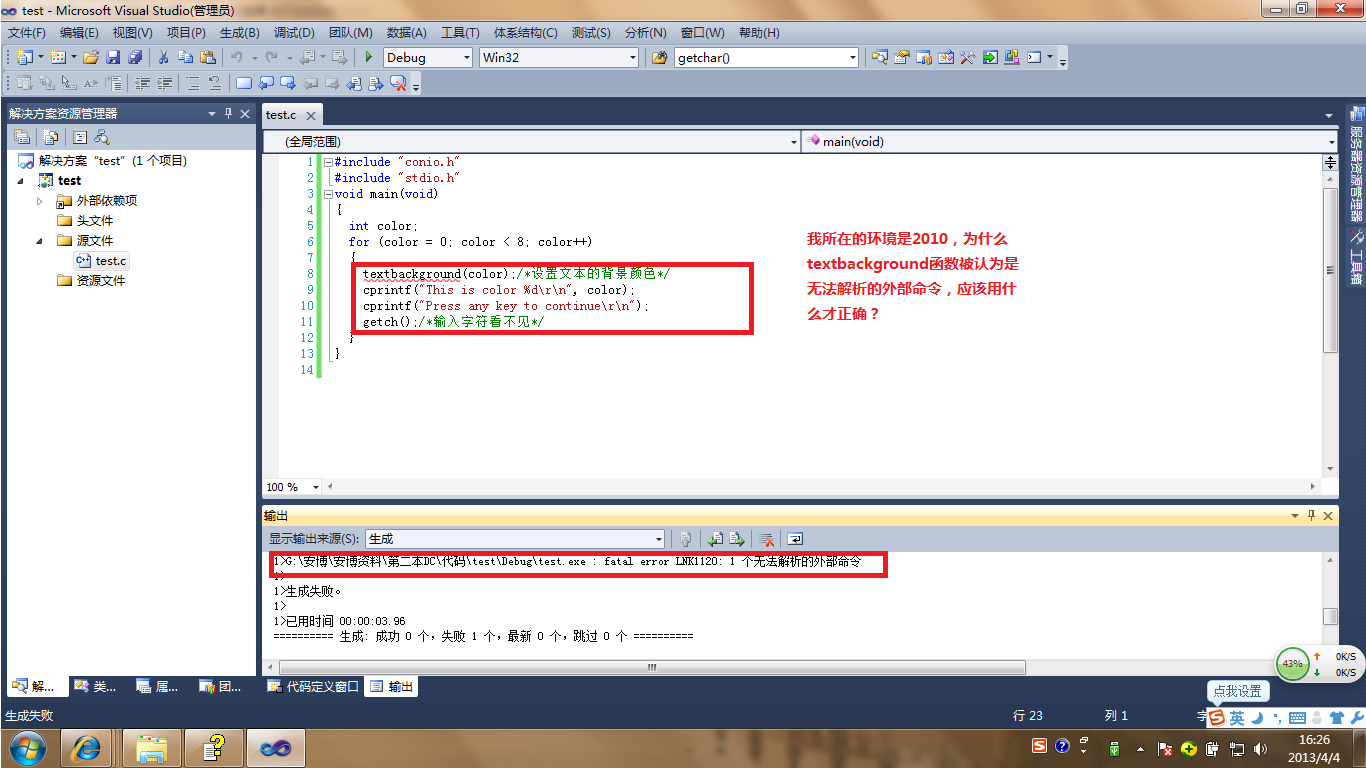 test - Microsoft Visual Studio(管理员)
文件(F) 编辑(E) 视图(V) 项目(P) 生成(B) 调试(D) 团队(M) 数据(A) 工具(T) 体系结构(C) 测试(S) 分析(N) 窗口(W) 帮助(H)
Debug Win32 getchar()
解决方案资源管理器
解决方案“test”(1 个项目)
test
外部依赖项
头文件
源文件
test.c
资源文件
test.c
(全局范围) main(void)
1 #include "conio.h"
2 #include "stdio.h"
3 void main(void)
4 {
5 int color;
6 for (color = 0; color < 8; color++)
7 {
8 textbackground(color);/*设置文本的背景颜色*/
9 cprintf("This is color %d\r\n", color);
10 cprintf("Press any key to continue\r\n");
11 getch();/*输入字符看不见*/
12 }
13 }
14
我所在的环境是2010，为什么
textbackground函数被认为是
无法解析的外部命令，应该用什
么才正确？
服务器资源管理器
工具箱
100 %
输出
显示输出来源(S): 生成
1>G:\安博\安博资料\第二本DC\代码\test\Debug\test.exe : fatal error LNK1120: 1 个无法解析的外部命令
1>
1>生成失败。
1>
1>已用时间 00:00:03.96
========== 生成: 成功 0 个，失败 1 个，最新 0 个，跳过 0 个 ==========
43% 0K/S
0K/S
点我设置
解... 类... 属... 团... 代码定义窗口 输出
生成失败 行 23 列 1 字
英
16:26
2013/4/4